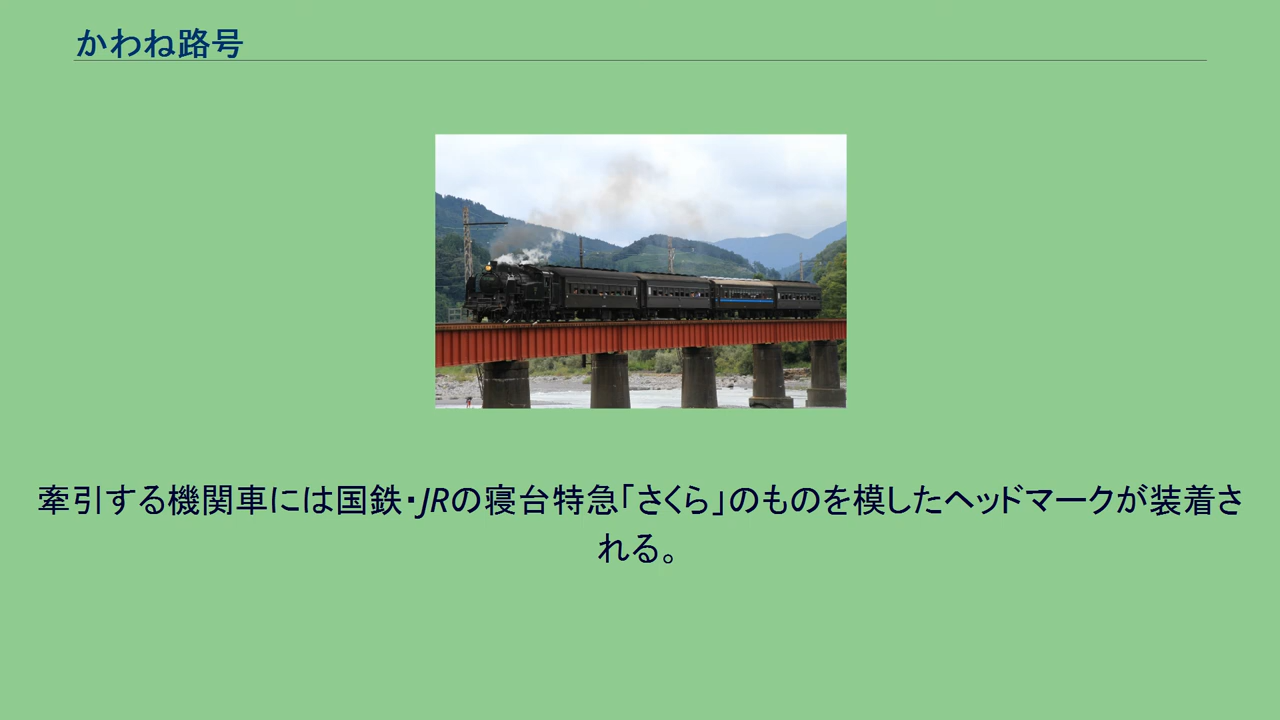 かわね路号
牽引する機関車には国鉄・JRの寝台特急｢さくら｣のものを模したヘッドマークが装着さ
れる。